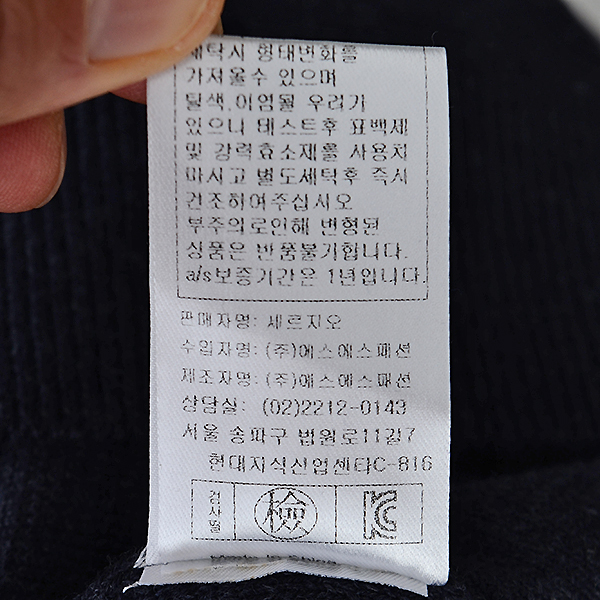 세탁시 형태변화를
가져올수 있으며
탈색.이염될 우려가
있으니 테스트후 표백제
및 강력효소제를 사용치
마시고 별도세탁후 즉시
건조하여주십시오
부주의로인해 변형된
상품은 반품불가합니다.
a/s보증기간은 1년입니다.
판매자명: 세르지오
수입자명: (주)에스에스패션
제조자명: (주)에스에스패션
상담실: (02)2212-0143
서울 송파구 법원로11길7
현대지식산업센타C-816
검사필 檢 KC
Made In China